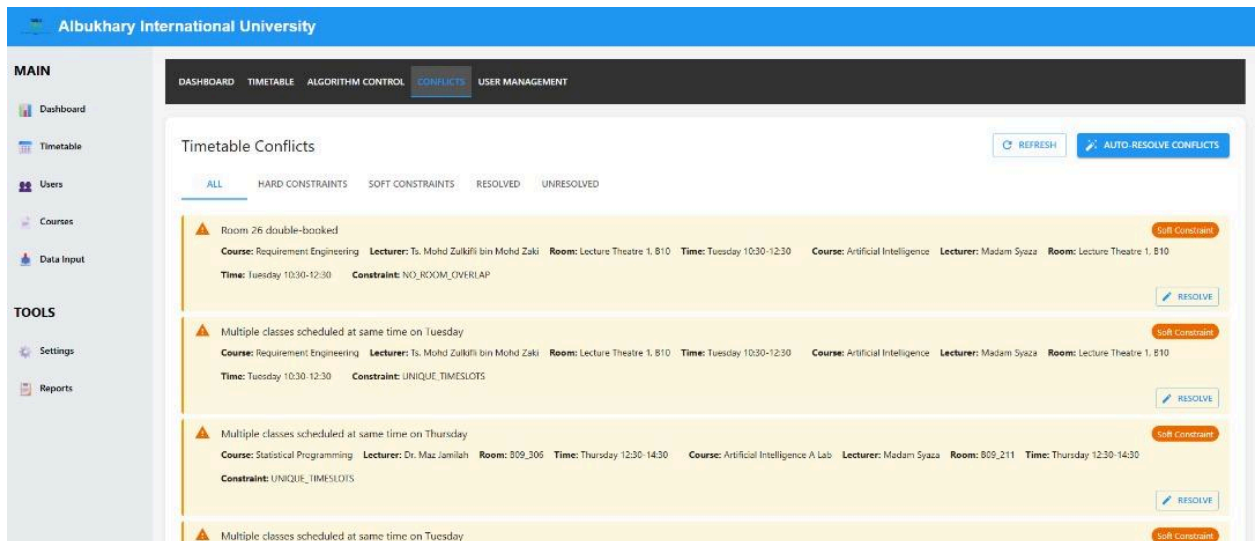 Albukhary International University
MAIN
Dashboard
Timetable
Users
Courses
Data Input
TOOLS
Settings
Reports
DASHBOARD TIMETABLE ALGORITHM CONTROL CONFLICTS USER MANAGEMENT
Timetable Conflicts
REFRESH
AUTO-RESOLVE CONFLICTS
ALL HARD CONSTRAINTS SOFT CONSTRAINTS RESOLVED UNRESOLVED
Room 26 double-booked
Soft Constraint
Course: Requirement Engineering Lecturer: Ts. Mohd Zulkifli bin Mohd Zaki Room: Lecture Theatre 1, B10 Time: Tuesday 10:30-12:30 Course: Artificial Intelligence Lecturer: Madam Syaza Room: Lecture Theatre 1, B10
Time: Tuesday 10:30-12:30 Constraint: NO_ROOM_OVERLAP
RESOLVE
Multiple classes scheduled at same time on Tuesday
Soft Constraint
Course: Requirement Engineering Lecturer: Ts. Mohd Zulkifli bin Mohd Zaki Room: Lecture Theatre 1, B10 Time: Tuesday 10:30-12:30 Course: Artificial Intelligence Lecturer: Madam Syaza Room: Lecture Theatre 1, B10
Time: Tuesday 10:30-12:30 Constraint: UNIQUE_TIMESLOTS
RESOLVE
Multiple classes scheduled at same time on Thursday
Soft Constraint
Course: Statistical Programming Lecturer: Dr. Maz Jamilah Room: B09_306 Time: Thursday 12:30-14:30 Course: Artificial Intelligence A Lab Lecturer: Madam Syaza Room: B09_211 Time: Thursday 12:30-14:30
Constraint: UNIQUE_TIMESLOTS
RESOLVE
Multiple classes scheduled at same time on Tuesday
Soft Constraint